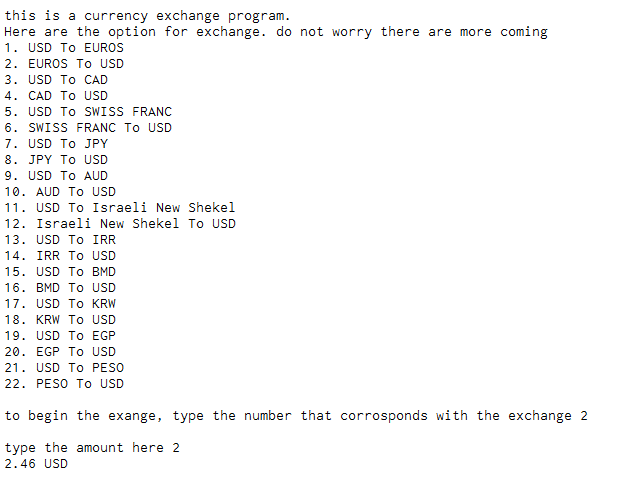 this is a currency exchange program.
Here are the option for exchange. do not worry there are more coming
1. USD To EUROS
2. EUROS To USD
3. USD To CAD
4. CAD To USD
5. USD To SWISS FRANC
6. SWISS FRANC To USD
7. USD To JPY
8. JPY To USD
9. USD To AUD
10. AUD To USD
11. USD To Israeli New Shekel
12. Israeli New Shekel To USD
13. USD To IRR
14. IRR To USD
15. USD To BMD
16. BMD To USD
17. USD To KRW
18. KRW To USD
19. USD To EGP
20. EGP To USD
21. USD To PESO
22. PESO To USD
to begin the exange, type the number that corrosponds with the exchange 2
type the amount here 2
2.46 USD